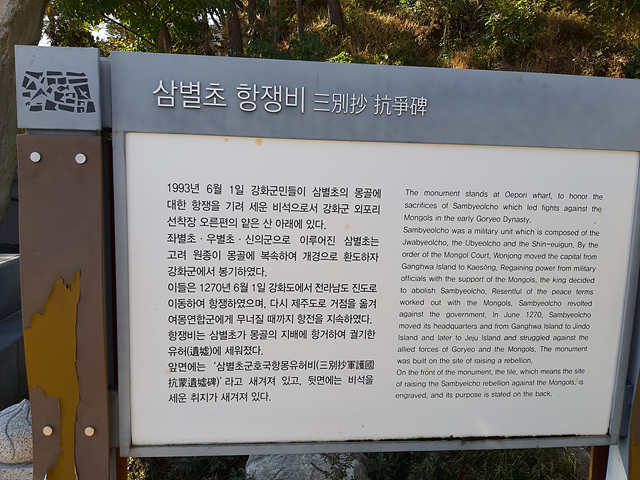 삼별초 항쟁비 三別抄 抗爭碑
1993년 6월 1일 강화군민들이 삼별초의 몽골에
대한 항쟁을 기려 세운 비석으로서 강화군 외포리
선착장 오른편의 얕은 산 아래에 있다.
좌별초·우별초·신의군으로 이루어진 삼별초는
고려 원종이 몽골에 복속하여 개경으로 환도하자
강화군에서 봉기하였다.
이들은 1270년 6월 1일 강화도에서 전라남도 진도로
이동하여 항쟁하였으며, 다시 제주도로 거점을 옮겨
여몽연합군에게 무너질 때까지 항전을 지속하였다.
항쟁비는 삼별초가 몽골의 지배에 항거하여 궐기한
유허(遺墟)에 세워졌다.
앞면에는 '삼별초군호국항몽유허비(三別抄軍護國
抗蒙遺墟碑)'라고 새겨져 있고, 뒷면에는 비석을
세운 취지가 새겨져 있다.
The monument stands at Oepori wharf, to honor the
sacrifices of Sambyeolcho which led fights against the
Mongols in the early Goryeo Dynasty.
Sambyeolcho was a military unit which is composed of the
Jwabyeolcho, the Ubyeolcho and the Shin-euigun. By the
order of the Mongol Court, Wonjong moved the capital from
Ganghwa Island to Kaesŏng. Regaining power from military
officials with the support of the Mongols, the king decided
to abolish Sambyeolcho. Resentful of the peace terms
worked out with the Mongols, Sambyeolcho revolted
against the government. In June 1270, Sambyeolcho
moved its headquarters and from Ganghwa Island to Jindo
Island and later to Jeju Island and struggled against the
allied forces of Goryeo and the Mongols. The monument
was built on the site of raising a rebellion.
On the front of the monument, the tile, which means the site
of raising the Sambyelcho rebellion against the Mongols, is
engraved, and its purpose is stated on the back.